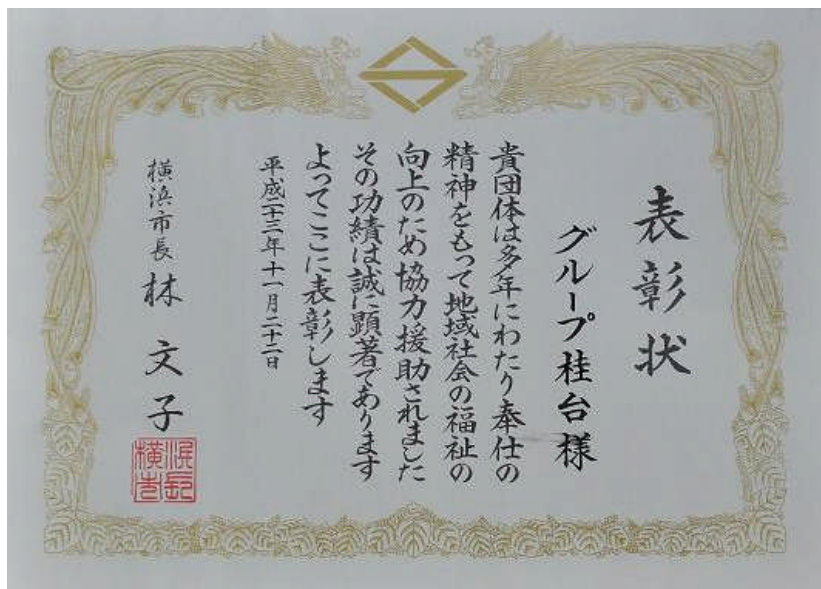 表彰状
グループ桂台様
貴団体は多年にわたり奉仕の
精神をもって地域社会の福祉の
向上のため協力援助されました
その功績は誠に顕著であります
よってここに表彰します
平成二十三年十一月二十二日
横浜市長 林文子